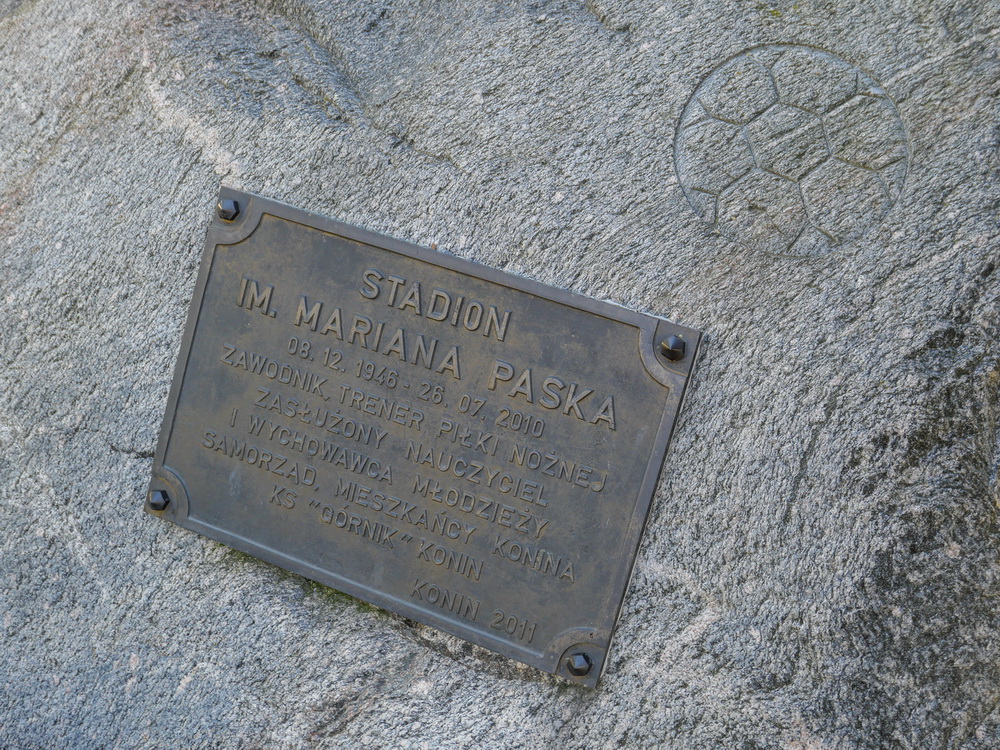 STADION
IM. MARIANA PASKA
08. 12. 1946 - 26. 07. 2010
ZAWODNIK, TRENER PIŁKI NOŻNEJ
ZASŁUŻONY NAUCZYCIEL
I WYCHOWAWCA MŁODZIEŻY
SAMORZĄD, MIESZKAŃCY KONINA
KS "GÓRNIK" KONIN
KONIN 2011